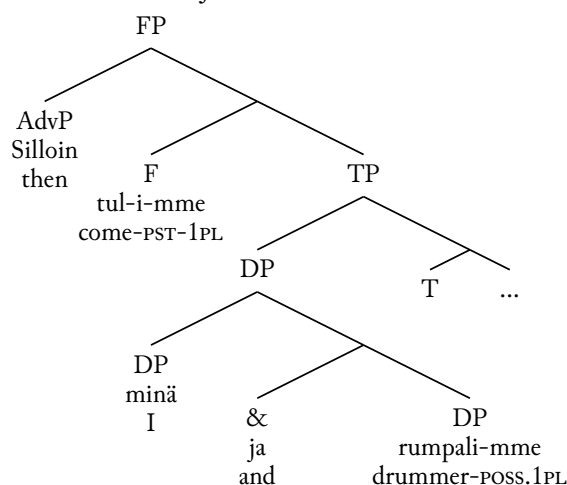 FP
AdvP
Silloin
then
F
tul-i-mme
come-PST-1PL
TP
DP
T
...
DP
minä
I
&
ja
and
DP
rumpali-mme
drummer-POSS.1PL